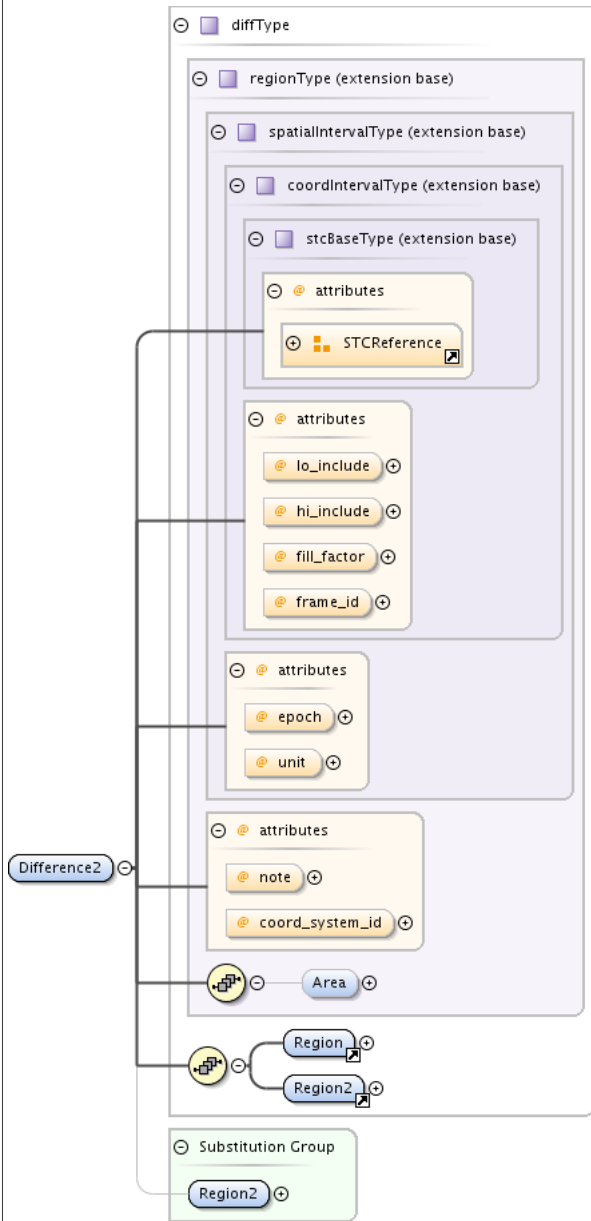 diffType
regionType (extension base)
spatialIntervalType (extension base)
coordIntervalType (extension base)
stcBaseType (extension base)
@ attributes
STCReference
@ attributes
@ lo_include
@ hi_include
@ fill_factor
@ frame_id
@ attributes
@ epoch
@ unit
@ attributes
Difference2
@ note
@ coord_system_id
Area
Region
Region2
Substitution Group
Region2